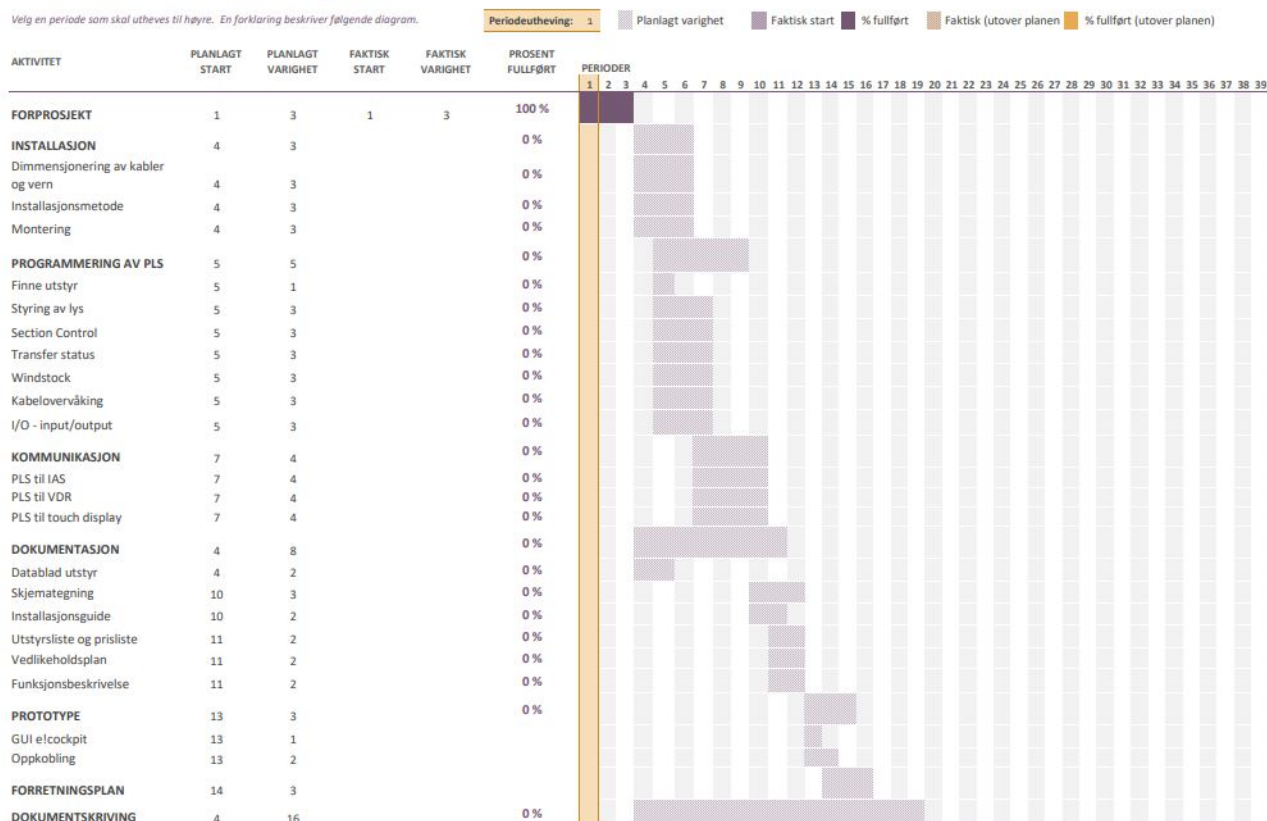 Velg en periode som skal utheves til høyre. En forklaring beskriver følgende diagram.
Periodeutheving: 1
Planlagt varighet
Faktisk start
% fullført
Faktisk (utover planen
% fullført (utover planen)
AKTIVITET PLANLAGT START PLANLAGT VARIGHET FAKTISK START FAKTISK VARIGHET PROSENT FULLFØRT PERIODER
1 2 3 4 5 6 7 8 9 10 11 12 13 14 15 16 17 18 19 20 21 22 23 24 25 26 27 28 29 30 31 32 33 34 35 36 37 38 39
FORPROSJEKT 1 3 1 3 100 %
INSTALLASJON 4 3 0 %
Dimmensjonering av kabler
og vern 4 3 0 %
Installasjonsmetode 4 3 0 %
Montering 4 3 0 %
PROGRAMMERING AV PLS 5 5 0 %
Finne utstyr 5 1 0 %
Styring av lys 5 3 0 %
Section Control 5 3 0 %
Transfer status 5 3 0 %
Windstock 5 3 0 %
Kabelovervåking 5 3 0 %
I/O - input/output 5 3 0 %
KOMMUNIKASJON 7 4 0 %
PLS til IAS 7 4 0 %
PLS til VDR 7 4 0 %
PLS til touch display 7 4 0 %
DOKUMENTASJON 4 8 0 %
Datablad utstyr 4 2 0 %
Skjemategning 10 3 0 %
Installasjonsguide 10 2 0 %
Utstyrsliste og prisliste 11 2 0 %
Vedlikeholdsplan 11 2 0 %
Funksjonsbeskrivelse 11 2 0 %
PROTOTYPE 13 3 0 %
GUI e!cockpit 13 1
Oppkobling 13 2
FORRETNINGSPLAN 14 3
DOKUMENTSKRIVING 4 16 0 %